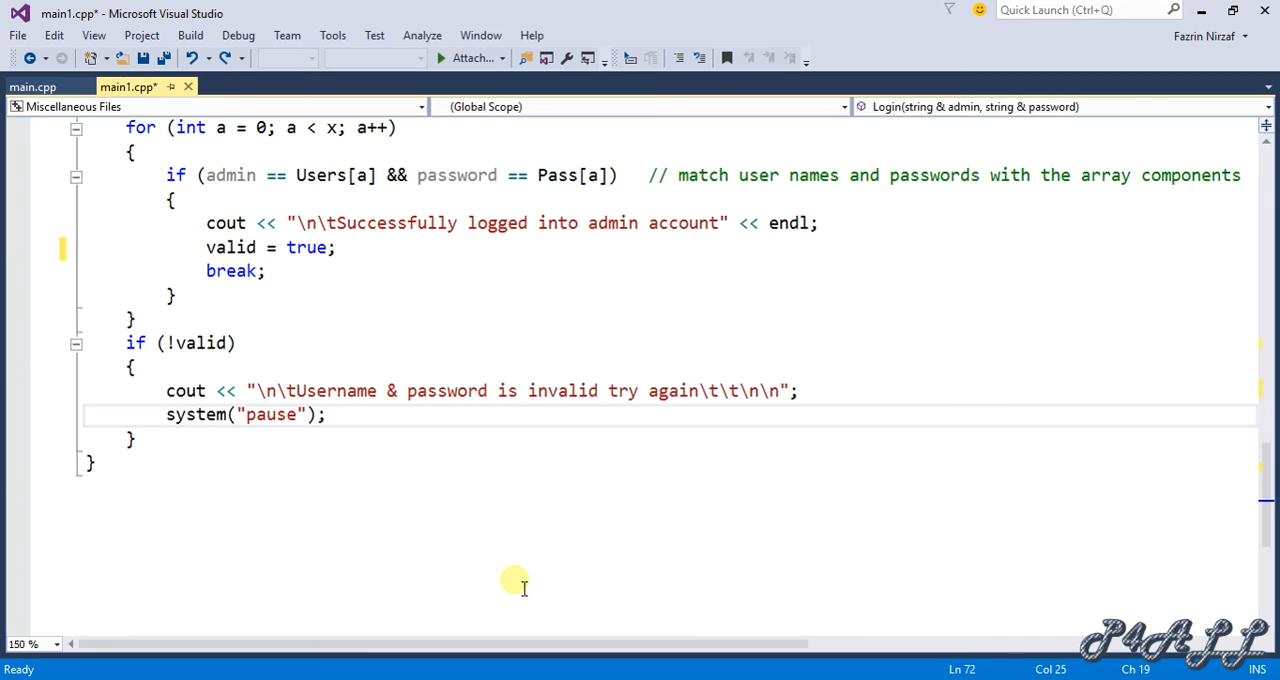 main1.cpp* - Microsoft Visual Studio
Quick Launch (Ctrl+Q)
File Edit View Project Build Debug Team Tools Test Analyze Window Help
Fazrin Nirzaf
Attach...
main.cpp main1.cpp*
Miscellaneous Files (Global Scope) Login(string & admin, string & password)
for (int a = 0; a < x; a++)
{
if (admin == Users[a] && password == Pass[a]) // match user names and passwords with the array components
{
cout << "\n\tSuccessfully logged into admin account" << endl;
valid = true;
break;
}
}
if (!valid)
{
cout << "\n\tUsername & password is invalid try again\t\t\n\n";
system("pause");
}
}
P4ALL
150 %
Ready Ln 72 Col 25 Ch 19 INS